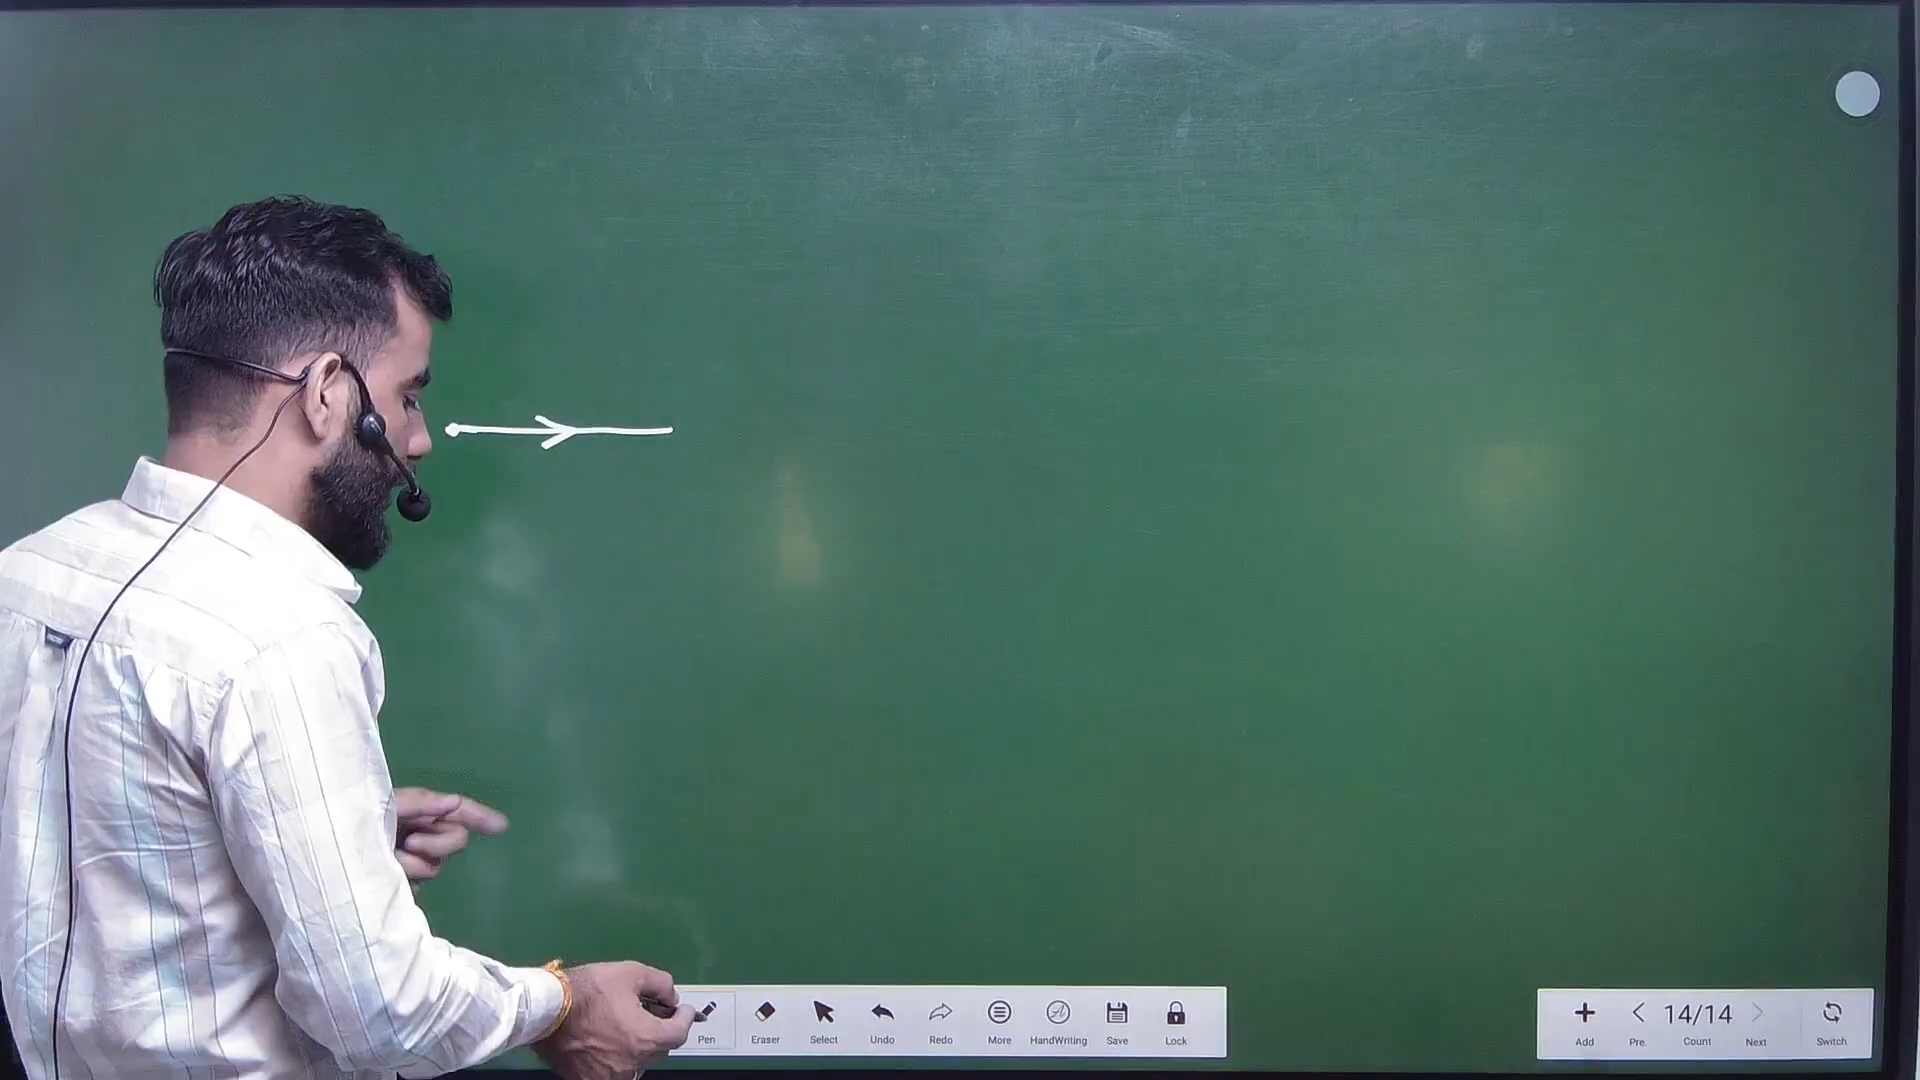 Pen Eraser Select Undo Redo More HandWriting Save Lock
14/14
Add Pre. Count Next Switch